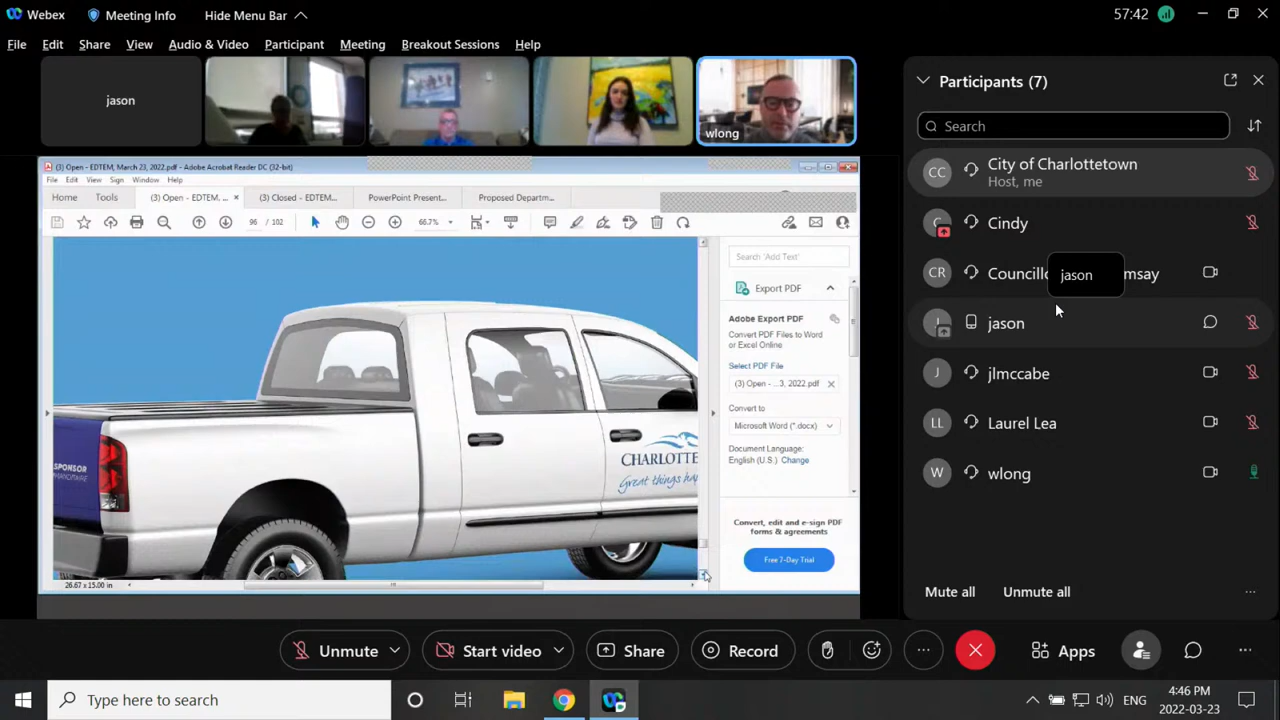 Webex
Meeting Info
Hide Menu Bar
57:42
File Edit Share View Audio & Video Participant Meeting Breakout Sessions Help
jason
wlong
Participants (7)
Search
City of Charlottetown
Host, me
Cindy
jason
jason
jlmccabe
Laurel Lea
wlong
Mute all
Unmute all
(3) Open - EDTEM, March 23, 2022.pdf - Adobe Acrobat Reader DC (32-bit)
File Edit View Sign Window Help
Home Tools (3) Open - EDTEM, ... (3) Closed - EDTEM... PowerPoint Present... Proposed Departm...
96 / 102 66.7%
SPONSOR
CHARLOTTE
Great things ha
26.67 x 15.00 in
Search 'Add Text'
Export PDF
Adobe Export PDF
Convert PDF Files to Word
or Excel Online
Select PDF File
(3) Open - ...3, 2022.pdf
Convert to
Microsoft Word (*.docx)
Document Language:
English (U.S.) Change
Convert, edit and e-sign PDF
forms & agreements
Free 7-Day Trial
Unmute
Start video
Share
Record
Apps
Type here to search
ENG
4:46 PM
2022-03-23